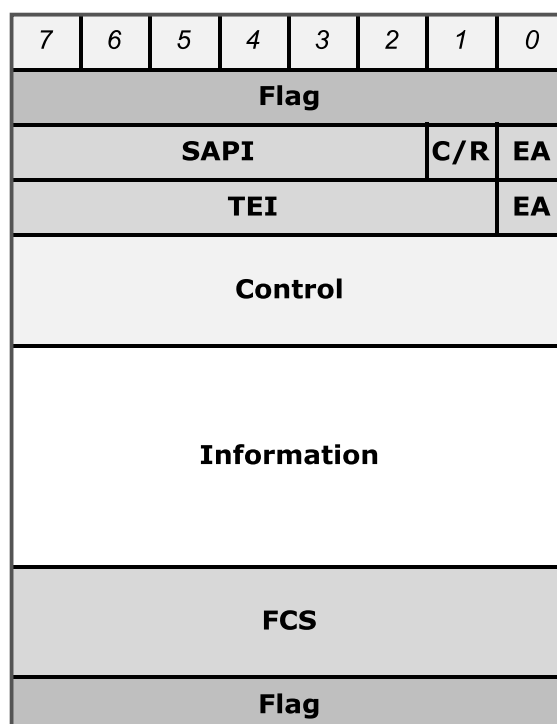 7 6 5 4 3 2 1 0
Flag
SAPI C/R EA
TEI EA
Control
Information
FCS
Flag